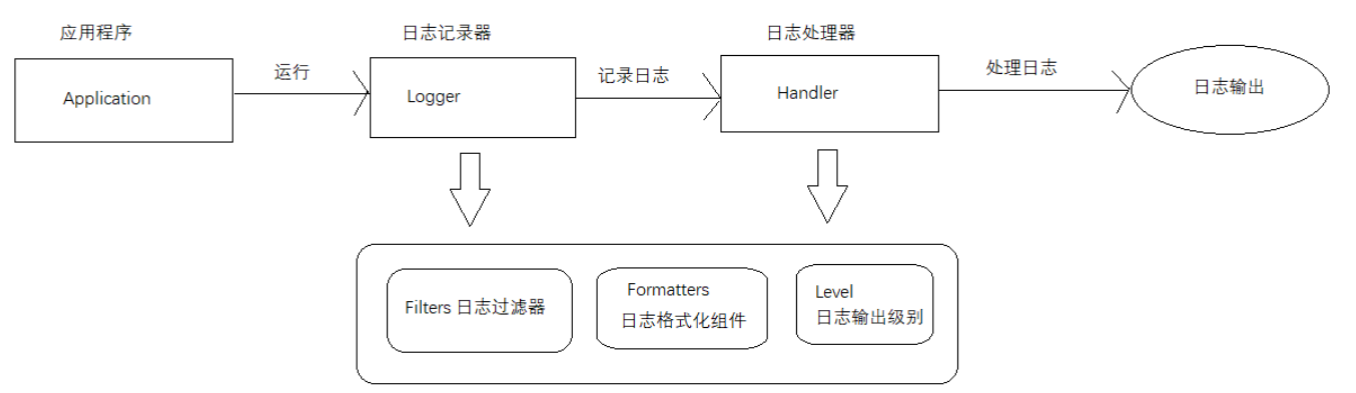 应用程序
日志记录器
日志处理器
Application
运行
Logger
记录日志
Handler
处理日志
日志输出
Filters 日志过滤器
Formatters
日志格式化组件
Level
日志输出级别